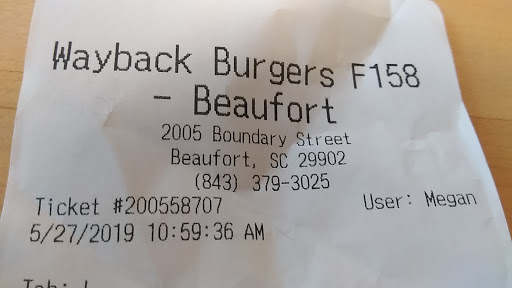 Wayback Burgers F158
- Beaufort
2005 Boundary Street
Beaufort, SC 29902
(843) 379-3025
Ticket #200558707 User: Megan
5/27/2019 10:59:36 AM